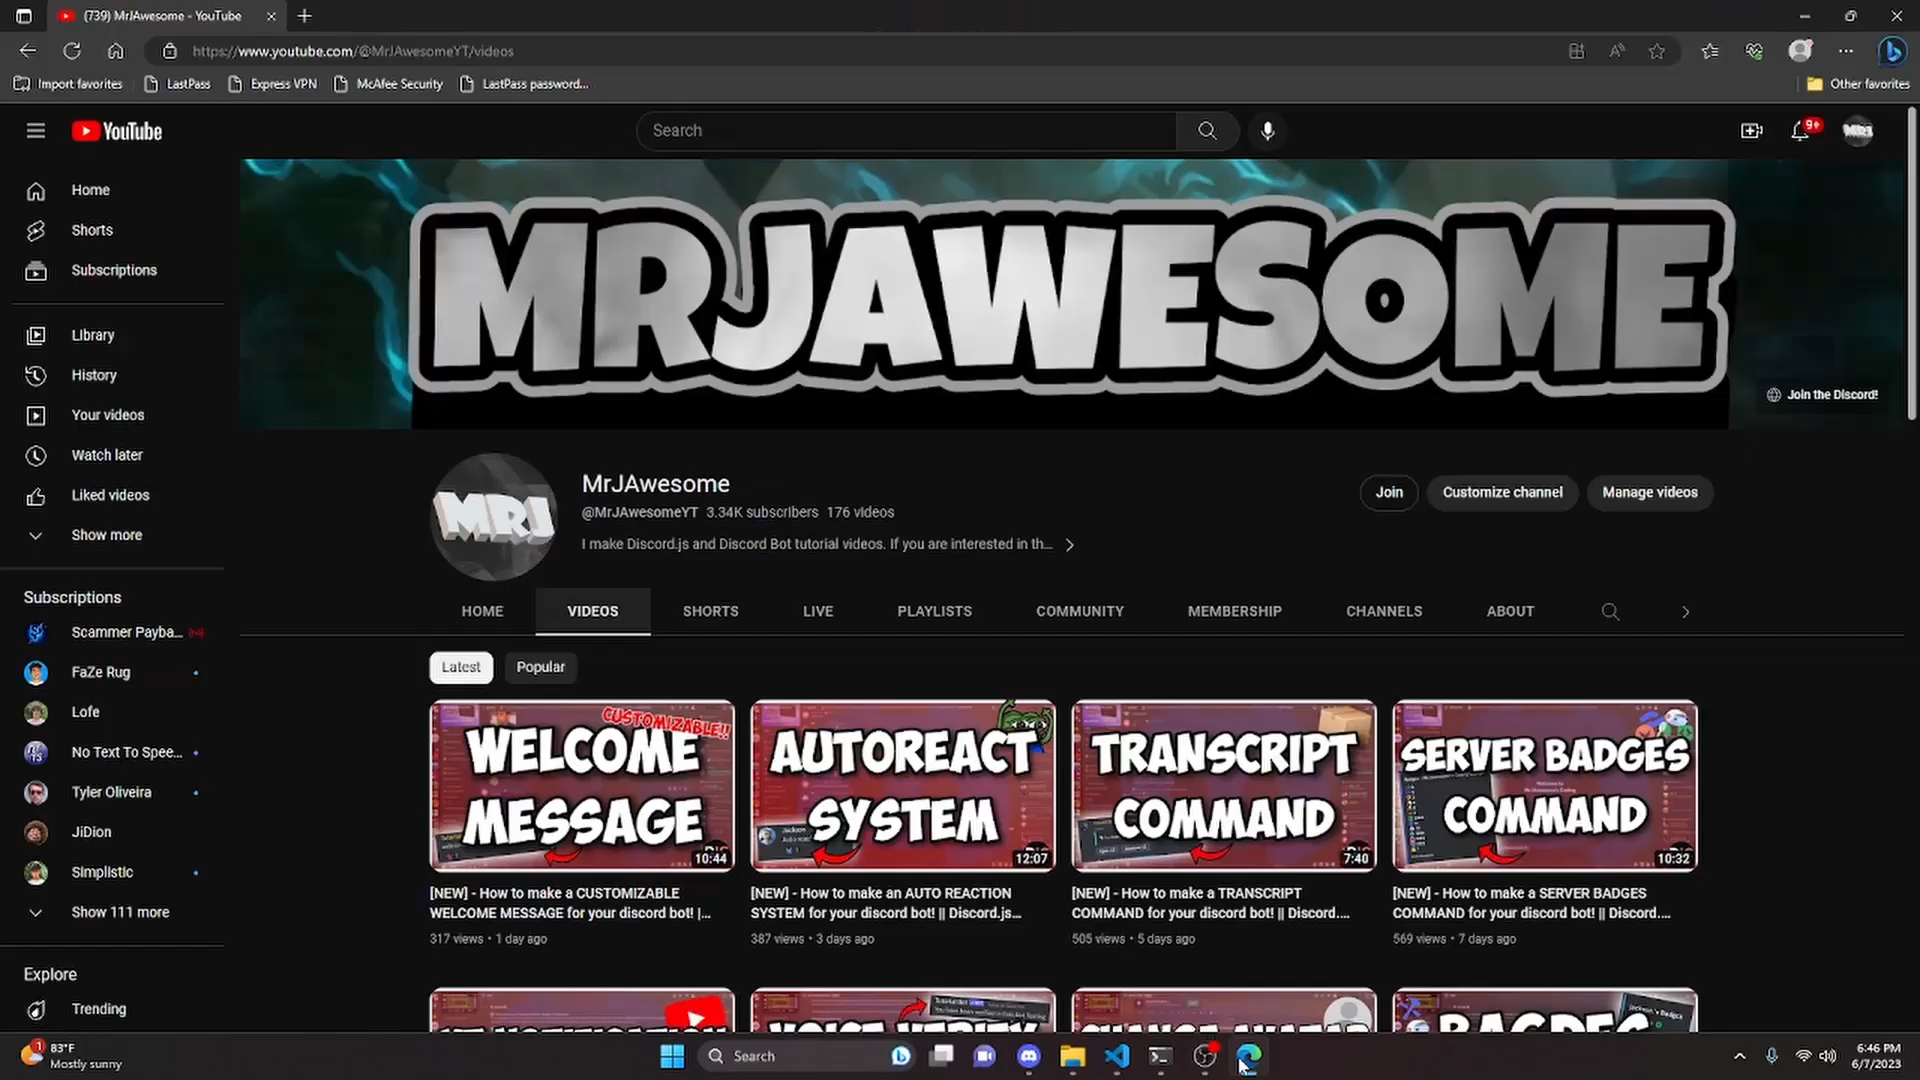 (739) MrJAwesome - YouTube
https://www.youtube.com/@MrJAwesomeYT/videos
Import favorites
LastPass
Express VPN
McAfee Security
LastPass password...
Other favorites
YouTube
Search
9+
MRJ
Home
Shorts
Subscriptions
Library
History
Your videos
Watch later
Liked videos
Show more
Subscriptions
Scammer Payba...
FaZe Rug
Lofe
No Text To Spee...
Tyler Oliveira
JiDion
Simplistic
Show 111 more
Explore
Trending
MRJAWESOME
Join the Discord!
MRJ
MrJAwesome
@MrJAwesomeYT 3.34K subscribers 176 videos
I make Discord.js and Discord Bot tutorial videos. If you are interested in th...
Join
Customize channel
Manage videos
HOME
VIDEOS
SHORTS
LIVE
PLAYLISTS
COMMUNITY
MEMBERSHIP
CHANNELS
ABOUT
Latest
Popular
CUSTOMIZABLE!!
WELCOME
MESSAGE
10:44
[NEW] - How to make a CUSTOMIZABLE
WELCOME MESSAGE for your discord bot! |...
317 views • 1 day ago
AUTOREACT
SYSTEM
12:07
[NEW] - How to make an AUTO REACTION
SYSTEM for your discord bot! || Discord.js...
387 views • 3 days ago
TRANSCRIPT
COMMAND
7:40
[NEW] - How to make a TRANSCRIPT
COMMAND for your discord bot! || Discord....
505 views • 5 days ago
SERVER BADGES
COMMAND
10:32
[NEW] - How to make a SERVER BADGES
COMMAND for your discord bot! || Discord....
569 views • 7 days ago
YT NOTIFICATION
VOICE VERIFY
CHANGE AVATAR
BAGDES
1
83°F
Mostly sunny
Search
6:46 PM
6/7/2023